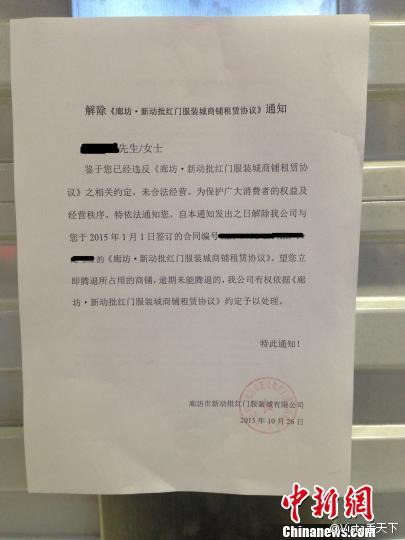 解除《廊坊·新动批红门服装城商铺租赁协议》通知
先生/女士
鉴于您已经违反《廊坊·新动批红门服装城商铺租赁协
议》之相关约定，未合法经营。为保护广大消费者的权益及
经营秩序，特依法通知您，自本通知发出之日解除我公司与
您于 2015 年 1 月 1 日签订的合同编号
的《廊坊·新动批红门服装城商铺租赁协议》。望您立
即腾退所占用的商铺，逾期未能腾退的，我公司有权依据《廊
坊·新动批红门服装城商铺租赁协议》约定予以处理。
特此通知！
廊坊市新动批红门服装城有限公司
2015 年 10 月 26 日
中新网
Chinanews.com
@Vista看天下